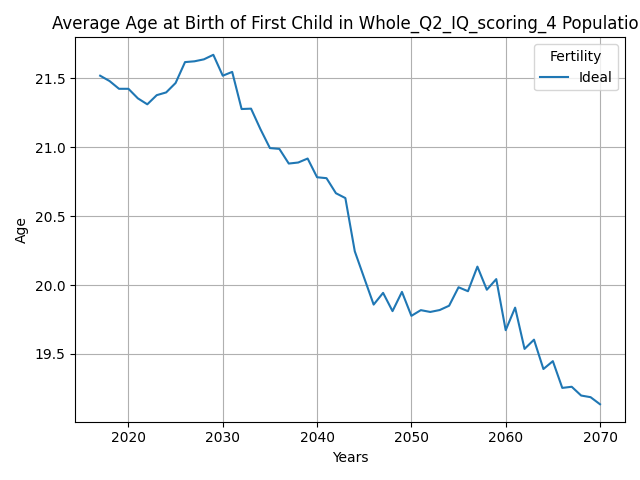 Average Age at Birth of First Child in Whole_Q2_IQ_scoring_4 Populatio
Fertility
Ideal
Age
21.5
21.0
20.5
20.0
19.5
2020 2030 2040 2050 2060 2070
Years